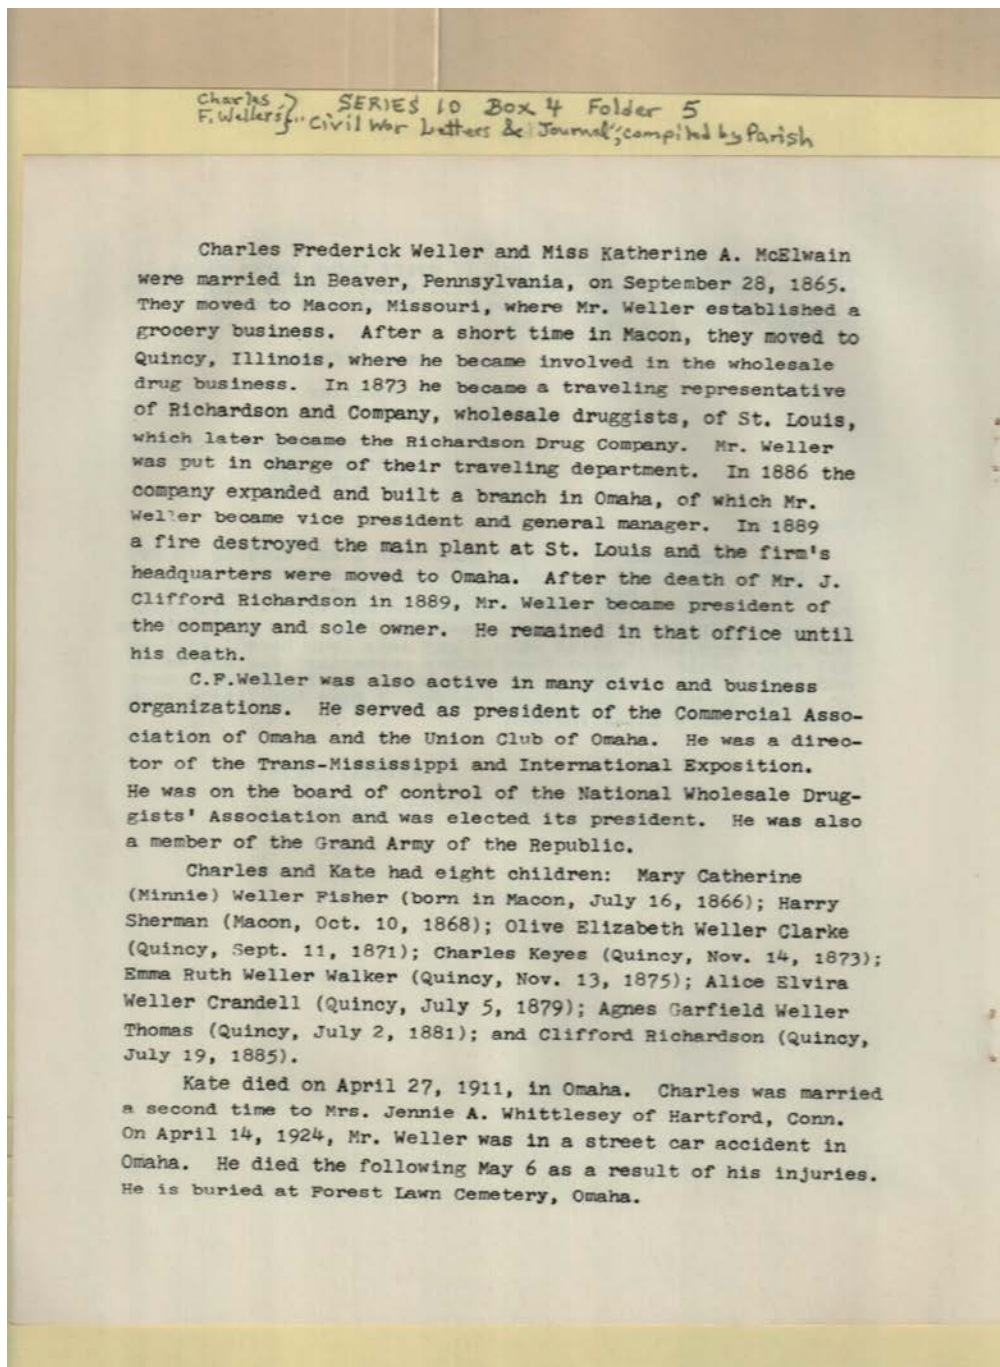 Charles
F. Wellers}
SERIES 10 Box 4 Folder 5
"Civil War Letters & Journal", compiled by Parish
Charles Frederick Weller and Miss Katherine A. McElwain
were married in Beaver, Pennsylvania, on September 28, 1865.
They moved to Macon, Missouri, where Mr. Weller established a
grocery business. After a short time in Macon, they moved to
Quincy, Illinois, where he became involved in the wholesale
drug business. In 1873 he became a traveling representative
of Richardson and Company, wholesale druggists, of St. Louis,
which later became the Richardson Drug Company. Mr. Weller
was put in charge of their traveling department. In 1886 the
company expanded and built a branch in Omaha, of which Mr.
Weller became vice president and general manager. In 1889
a fire destroyed the main plant at St. Louis and the firm's
headquarters were moved to Omaha. After the death of Mr. J.
Clifford Richardson in 1889, Mr. Weller became president of
the company and sole owner. He remained in that office until
his death.
C.F.Weller was also active in many civic and business
organizations. He served as president of the Commercial Asso-
ciation of Omaha and the Union Club of Omaha. He was a direc-
tor of the Trans-Mississippi and International Exposition.
He was on the board of control of the National Wholesale Drug-
gists' Association and was elected its president. He was also
a member of the Grand Army of the Republic.
Charles and Kate had eight children: Mary Catherine
(Minnie) Weller Fisher (born in Macon, July 16, 1866); Harry
Sherman (Macon, Oct. 10, 1868); Olive Elizabeth Weller Clarke
(Quincy, Sept. 11, 1871); Charles Keyes (Quincy, Nov. 14, 1873);
Emma Ruth Weller Walker (Quincy, Nov. 13, 1875); Alice Elvira
Weller Crandell (Quincy, July 5, 1879); Agnes Garfield Weller
Thomas (Quincy, July 2, 1881); and Clifford Richardson (Quincy,
July 19, 1885).
Kate died on April 27, 1911, in Omaha. Charles was married
a second time to Mrs. Jennie A. Whittlesey of Hartford, Conn.
On April 14, 1924, Mr. Weller was in a street car accident in
Omaha. He died the following May 6 as a result of his injuries.
He is buried at Forest Lawn Cemetery, Omaha.